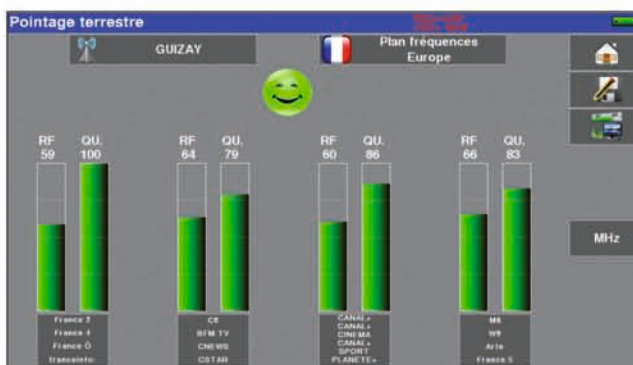 Pointage terrestre
GUIZAY
Plan fréquences
Europe
RF QU. RF QU. RF QU. RF QU.
59 100 64 79 60 86 66 83
MHz
France 2
France 4
France Ô
franceinfo:
C8
BFM TV
CNEWS
CSTAR
CANAL+
CANAL+
CINEMA
CANAL+
SPORT
PLANETE+
M6
W9
Arte
France 5